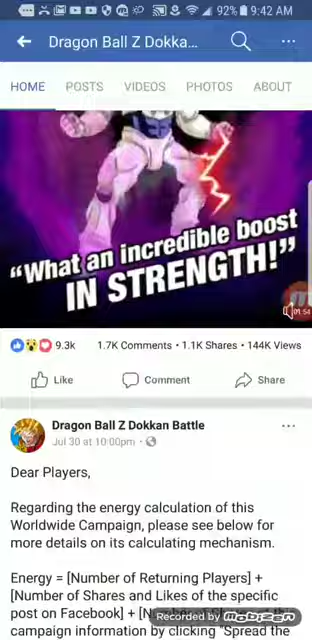 92% 9:42 AM
Dragon Ball Z Dokka...
HOME POSTS VIDEOS PHOTOS ABOUT
"What an incredible boost
IN STRENGTH!"
01:54
9.3k 1.7K Comments • 1.1K Shares • 144K Views
Like Comment Share
Dragon Ball Z Dokkan Battle
Jul 30 at 10:00pm •
Dear Players,
Regarding the energy calculation of this
Worldwide Campaign, please see below for
more details on its calculating mechanism.
Energy = [Number of Returning Players] +
[Number of Shares and Likes of the specific
post on Facebook] +
Recorded by mobizen
campaign information by clicking "Spread the